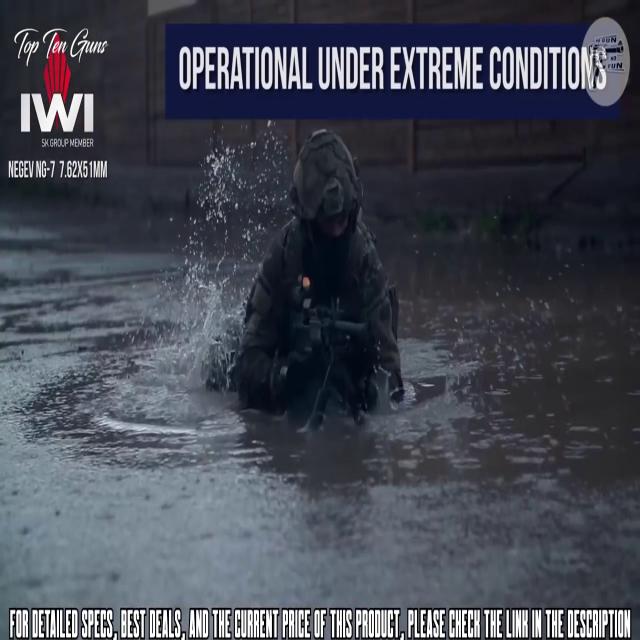 Top Ten Guns
OPERATIONAL UNDER EXTREME CONDITIONS
IWI
SK GROUP MEMBER
NEGEV NG-7 7.62X51MM
FOR DETAILED SPECS, BEST DEALS, AND THE CURRENT PRICE OF THIS PRODUCT, PLEASE CHECK THE LINK IN THE DESCRIPTION